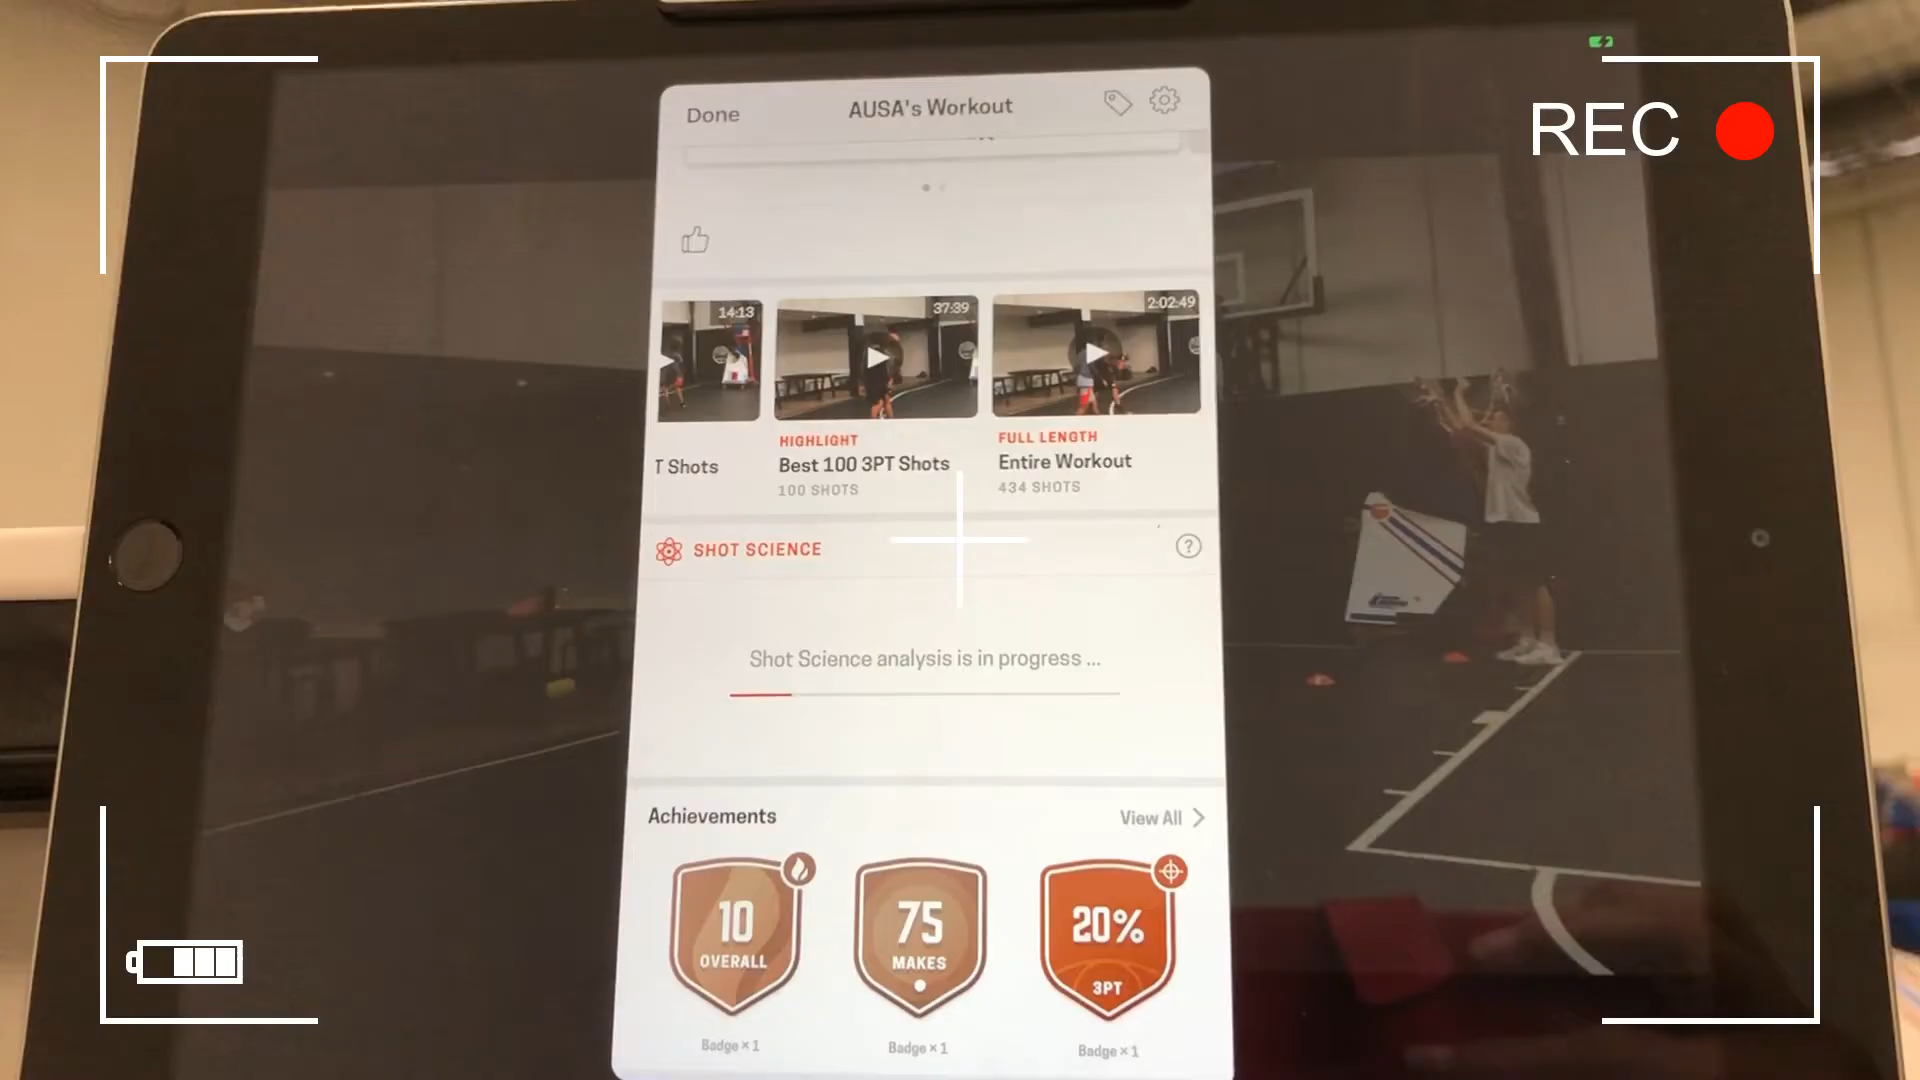 REC
Done
AUSA's Workout
14:13
37:39
2:02:49
T Shots
HIGHLIGHT
Best 100 3PT Shots
100 SHOTS
FULL LENGTH
Entire Workout
434 SHOTS
SHOT SCIENCE
?
Shot Science analysis is in progress ...
Achievements
View All
10
OVERALL
75
MAKES
20%
3PT
Badge × 1
Badge × 1
Badge × 1